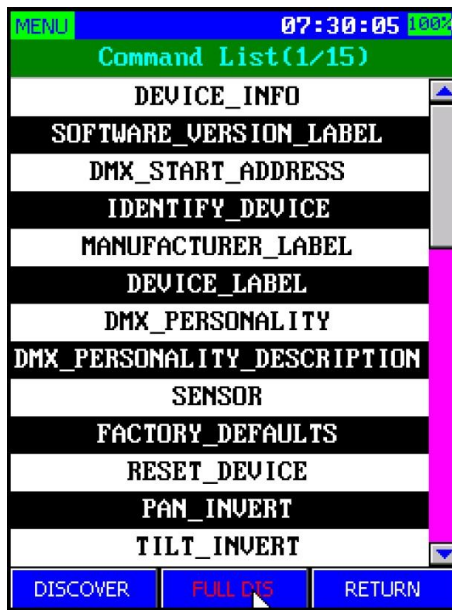 MENU 07:30:05 100%
Command List(1/15)
DEVICE_INFO
SOFTWARE_VERSION_LABEL
DMX_START_ADDRESS
IDENTIFY_DEVICE
MANUFACTURER_LABEL
DEVICE_LABEL
DMX_PERSONALITY
DMX_PERSONALITY_DESCRIPTION
SENSOR
FACTORY_DEFAULTS
RESET_DEVICE
PAN_INVERT
TILT_INVERT
DISCOVER FULL DIS RETURN